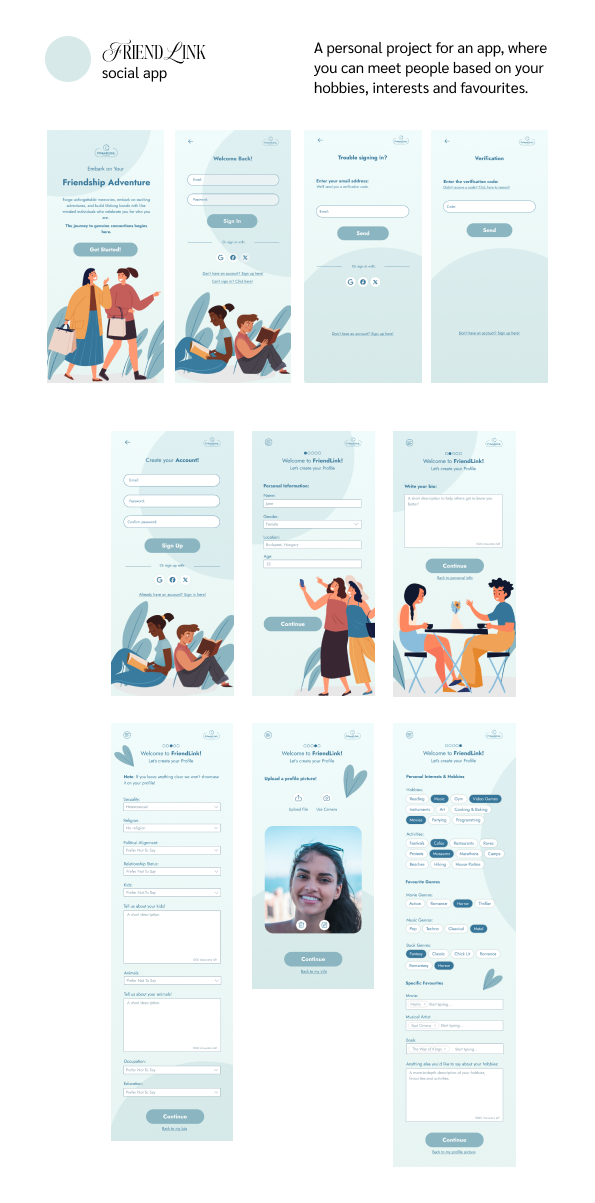 FRIENDLINK
social app
A personal project for an app, where
you can meet people based on your
hobbies, interests and favourites.
Embark on Your
Friendship Adventure
Forge unforgettable memories, embark on exciting
adventures, and build lifelong bonds with like
minded individuals who celebrate you for who you
are.
The journey to genuine connections begins
here.
Get Started!
Welcome Back!
Email
Password
Sign In
Or sign in with:
Don't have an account? Sign up here!
Can't sign in? Click here!
Trouble signing in?
Enter your email address:
We'll send you a verification code
Email
Send
Or sign in with:
Don't have an account? Sign up here!
Verification
Enter the verification code:
Didn't receive a code? Click here to resend!
Code
Send
Don't have an account? Sign up here!
Create your Account!
Email
Password
Confirm password
Sign Up
Or sign up with:
Already have an account? Sign in here!
Welcome to FriendLink!
Let's create your Profile
Personal Information:
Name:
Jane
Gender:
Female
Location:
Budapest, Hungary
Age:
Continue
Welcome to FriendLink!
Let's create your Profile
Write your bio:
A short description to help others get to know you
better!
Continue
Back to personal info
Welcome to FriendLink!
Let's create your Profile
Note: If you leave anything clear we won't showcase
it on your profile!
Sexuality:
Heterosexual
Religion:
No religion
Political Alignment:
Prefer Not To Say
Relationship Status:
Prefer Not To Say
Kids:
Prefer Not To Say
Tell us about your kids!
A short description
Animals:
Prefer Not To Say
Tell us about your animals!
A short description
Occupation:
Prefer Not To Say
Education:
Prefer Not To Say
Continue
Back to my bio
Welcome to FriendLink!
Let's create your Profile
Upload a profile picture!
Upload File
Use Camera
Continue
Back to my info
Welcome to FriendLink!
Let's create your Profile
Personal Interests & Hobbies
Hobbies:
Reading Music Gym Video Games
Instruments Art Cooking & Baking
Movies Partying Programming
Activities:
Festivals Cafes Restaurants Raves
Picnics Museums Marathons Camps
Beaches Hiking House Parties
Favourite Genres
Movie Genres:
Action Romance Horror Thriller
Music Genres:
Pop Techno Classical Metal
Book Genres:
Fantasy Classic Chick Lit Romance
Romantasy Horror
Specific Favourites
Movie:
Start typing...
Musical Artist:
Start typing...
Book:
The Way of Kings Start typing...
Anything else you'd like to say about your hobbies:
A more in-depth description of your hobbies,
favourites and activities.
Continue
Back to my profile picture